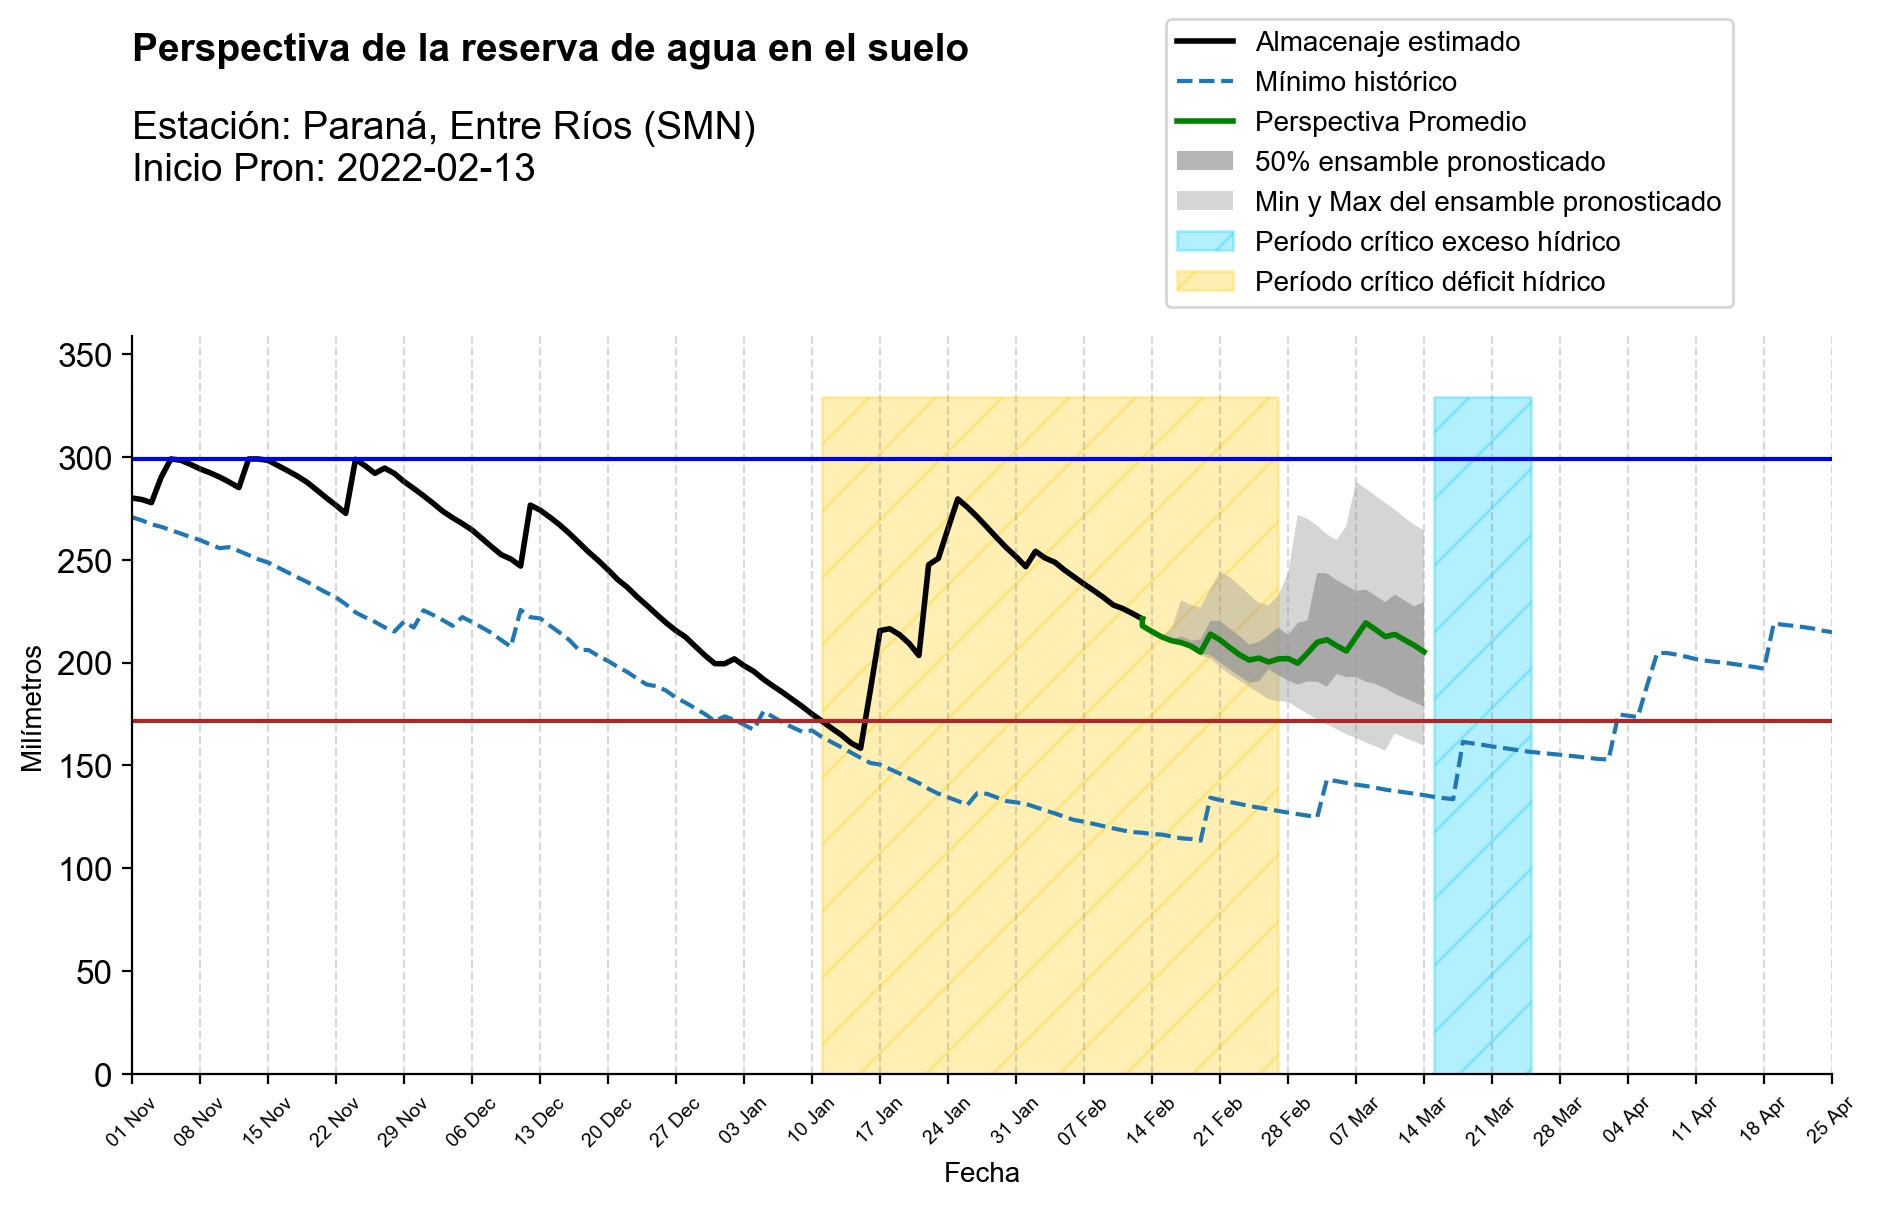 Perspectiva de la reserva de agua en el suelo
Estación: Paraná, Entre Ríos (SMN)
Inicio Pron: 2022-02-13
Almacenaje estimado
Mínimo histórico
Perspectiva Promedio
50% ensamble pronosticado
Min y Max del ensamble pronosticado
Período crítico exceso hídrico
Período crítico déficit hídrico
350
300
250
200
150
100
50
0
Milímetros
01 Nov
08 Nov
15 Nov
22 Nov
29 Nov
06 Dec
13 Dec
20 Dec
27 Dec
03 Jan
10 Jan
17 Jan
24 Jan
31 Jan
07 Feb
14 Feb
21 Feb
28 Feb
07 Mar
14 Mar
21 Mar
28 Mar
04 Apr
11 Apr
18 Apr
25 Apr
Fecha